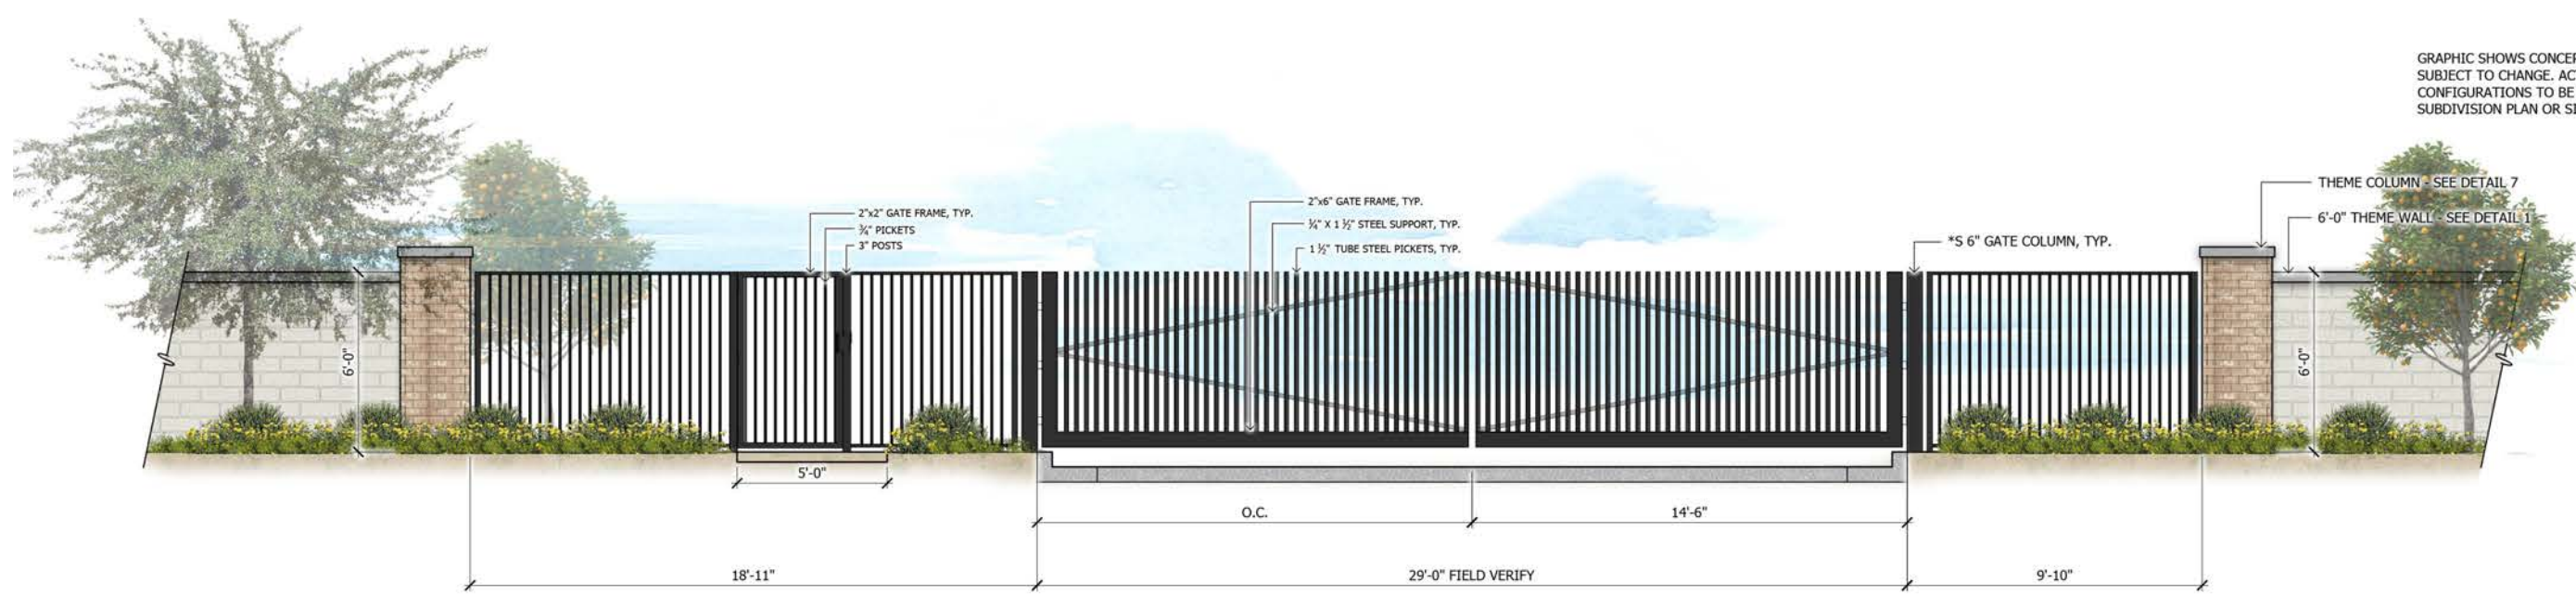 GRAPHIC SHOWS CONCEP
SUBJECT TO CHANGE. AC
CONFIGURATIONS TO BE
SUBDIVISION PLAN OR SI
THEME COLUMN - SEE DETAIL 7
6'-0" THEME WALL - SEE DETAIL 1
2"x2" GATE FRAME, TYP.
¾" PICKETS
3" POSTS
2"x6" GATE FRAME, TYP.
¼" X 1 ½" STEEL SUPPORT, TYP.
1 ½" TUBE STEEL PICKETS, TYP.
*S 6" GATE COLUMN, TYP.
6'-0"
6'-0"
5'-0"
O.C.
14'-6"
18'-11"
29'-0" FIELD VERIFY
9'-10"